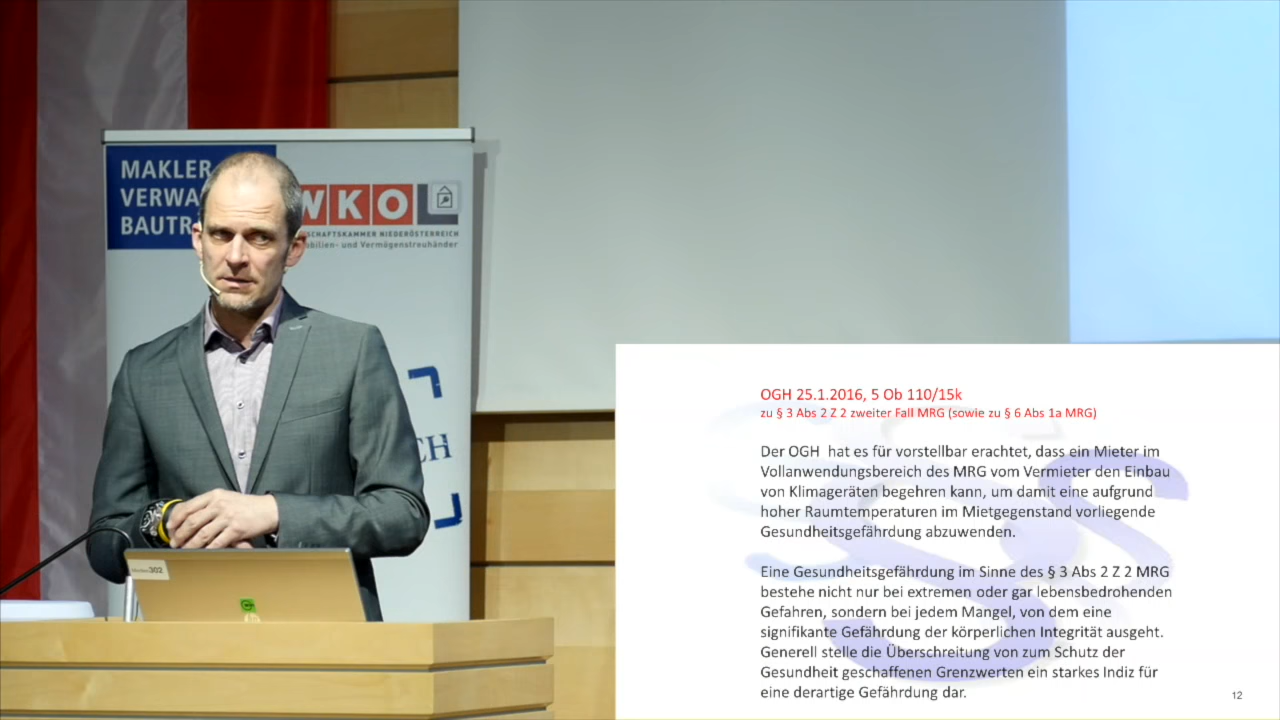 MAKLER
VERWA
BAUTR
WKO
SCHAFTSKAMMER NIEDERÖSTERREICH
obilien- und Vermögenstreuhänder
CH
302
OGH 25.1.2016, 5 Ob 110/15k
zu § 3 Abs 2 Z 2 zweiter Fall MRG (sowie zu § 6 Abs 1a MRG)
Der OGH hat es für vorstellbar erachtet, dass ein Mieter im
Vollanwendungsbereich des MRG vom Vermieter den Einbau
von Klimageräten begehren kann, um damit eine aufgrund
hoher Raumtemperaturen im Mietgegenstand vorliegende
Gesundheitsgefährdung abzuwenden.
Eine Gesundheitsgefährdung im Sinne des § 3 Abs 2 Z 2 MRG
bestehe nicht nur bei extremen oder gar lebensbedrohenden
Gefahren, sondern bei jedem Mangel, von dem eine
signifikante Gefährdung der körperlichen Integrität ausgeht.
Generell stelle die Überschreitung von zum Schutz der
Gesundheit geschaffenen Grenzwerten ein starkes Indiz für
eine derartige Gefährdung dar.
12